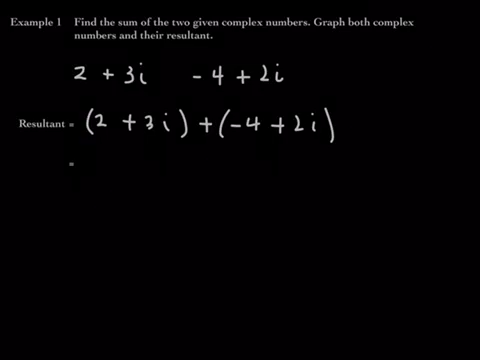 Example 1 Find the sum of the two given complex numbers. Graph both complex
numbers and their resultant.
2 + 3i - 4 + 2i
Resultant = (2 + 3i) + (-4 + 2i)
=